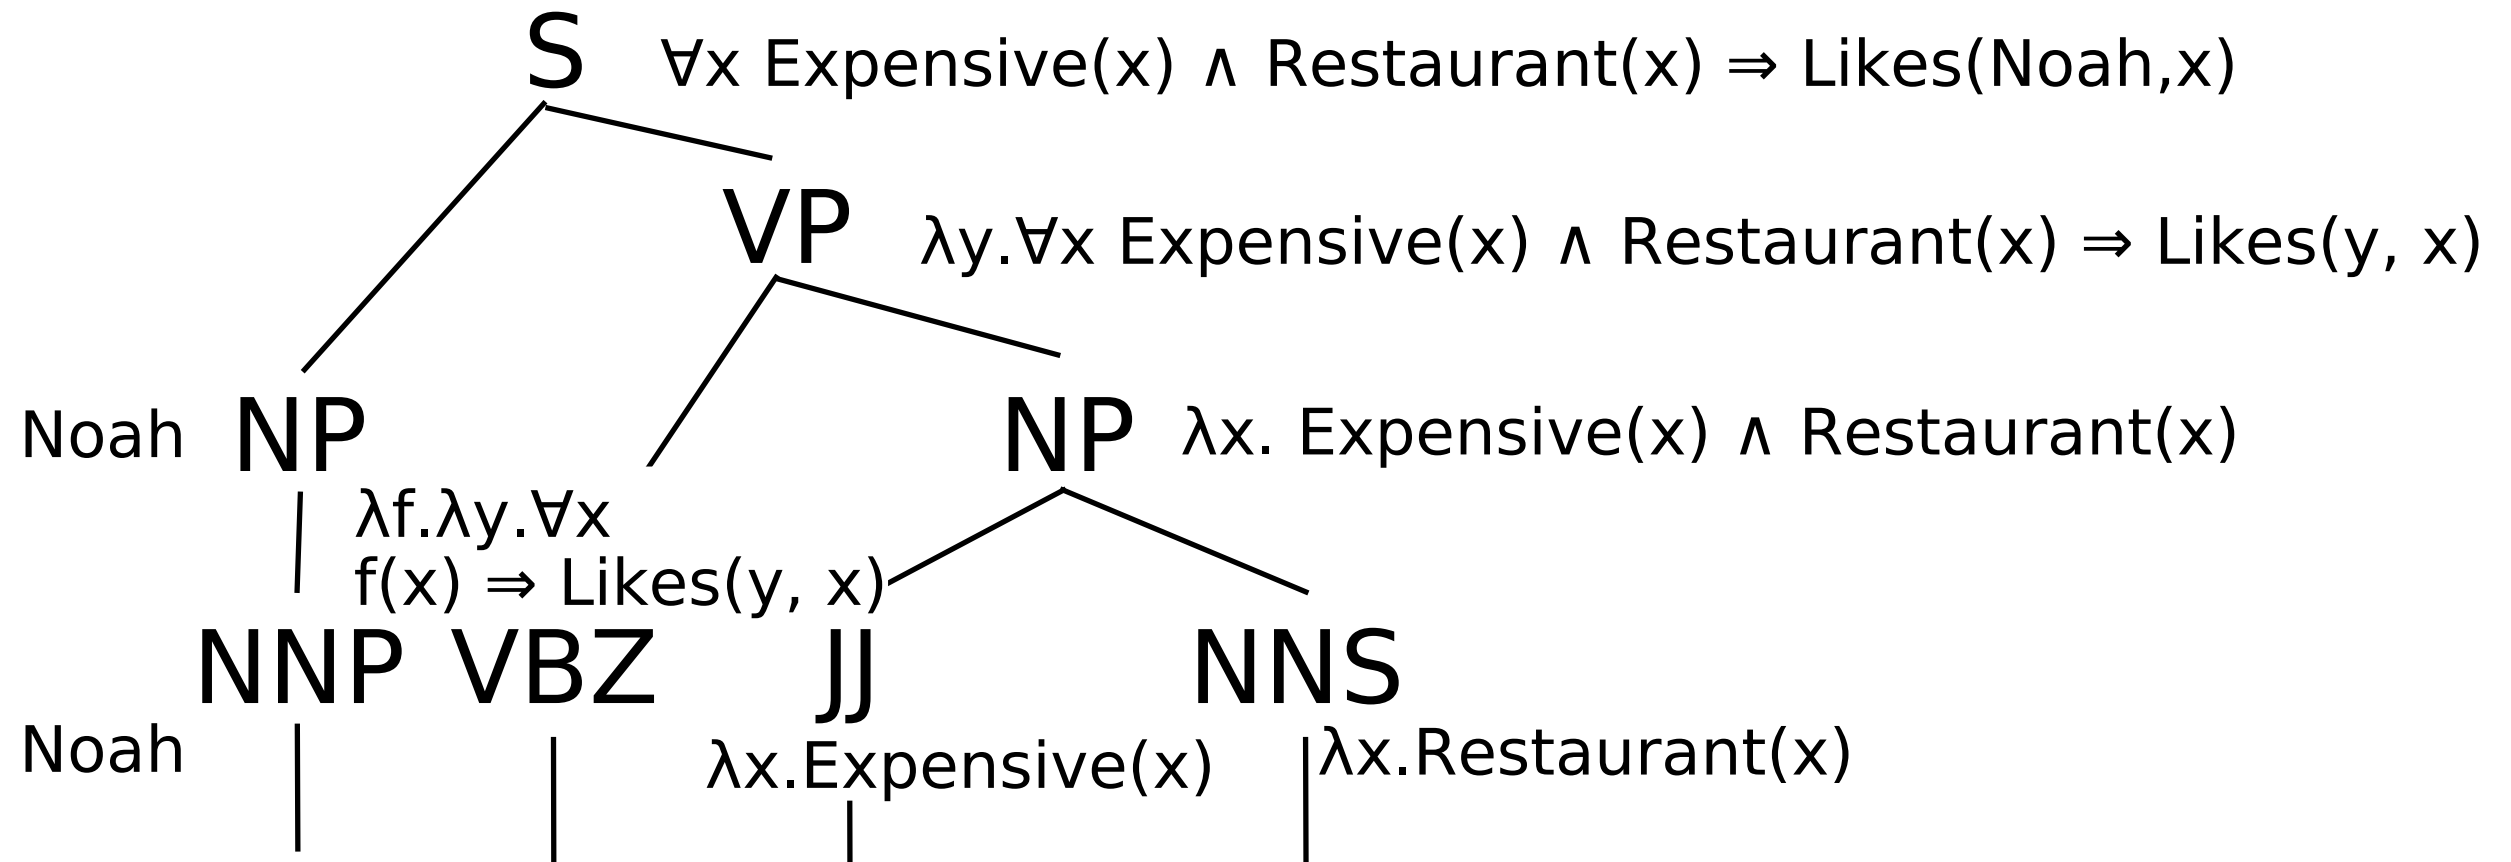 S ∀x Expensive(x) ∧ Restaurant(x) ⇒ Likes(Noah,x)
VP λy.∀x Expensive(x) ∧ Restaurant(x) ⇒ Likes(y, x)
Noah NP NP λx. Expensive(x) ∧ Restaurant(x)
λf.λy.∀x
f(x) ⇒ Likes(y, x)
NNP VBZ JJ NNS
Noah λx.Expensive(x) λx.Restaurant(x)